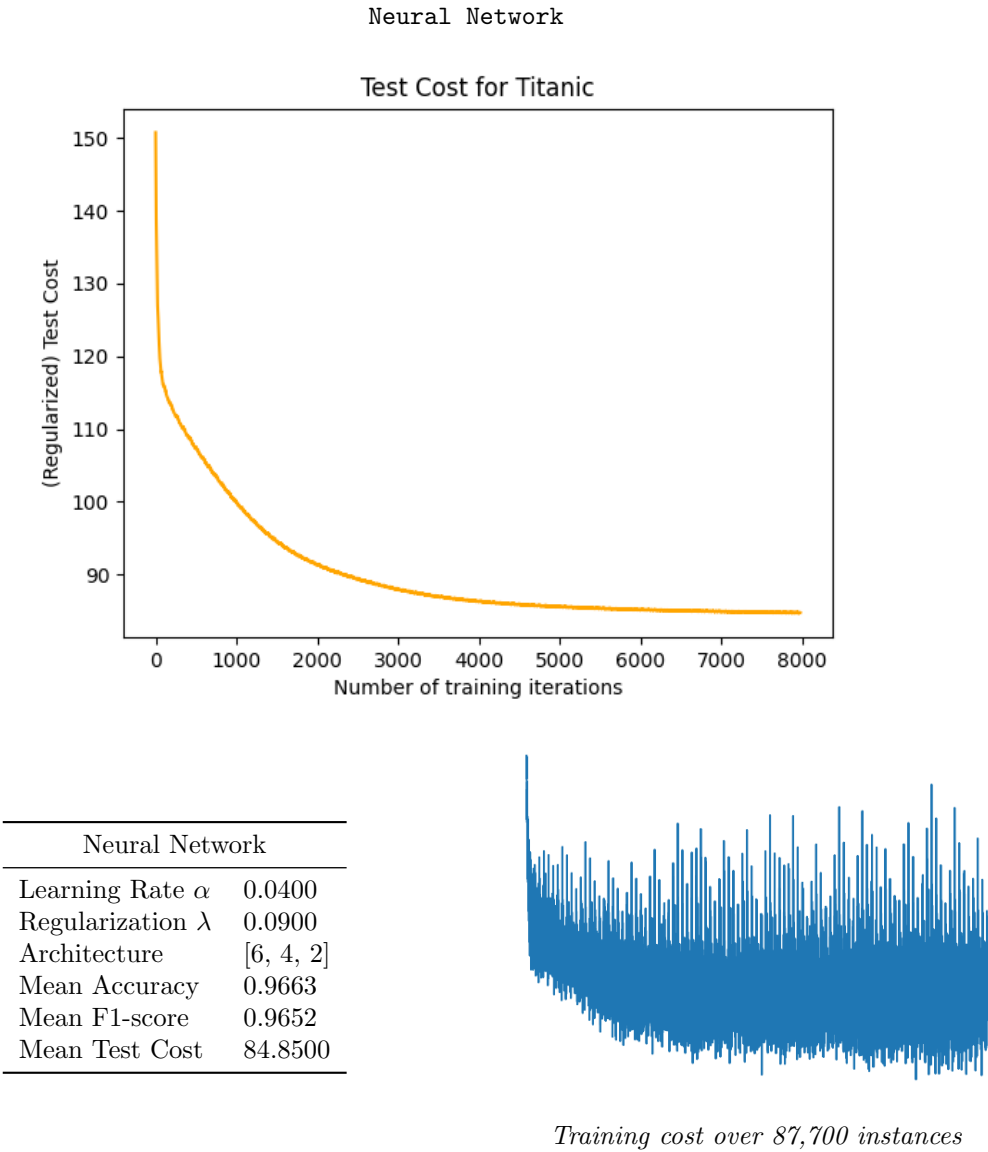 Neural Network
Test Cost for Titanic
(Regularized) Test Cost
150
140
130
120
110
100
90
0 1000 2000 3000 4000 5000 6000 7000 8000
Number of training iterations
Neural Network
Learning Rate α 0.0400
Regularization λ 0.0900
Architecture [6, 4, 2]
Mean Accuracy 0.9663
Mean F1-score 0.9652
Mean Test Cost 84.8500
Training cost over 87,700 instances